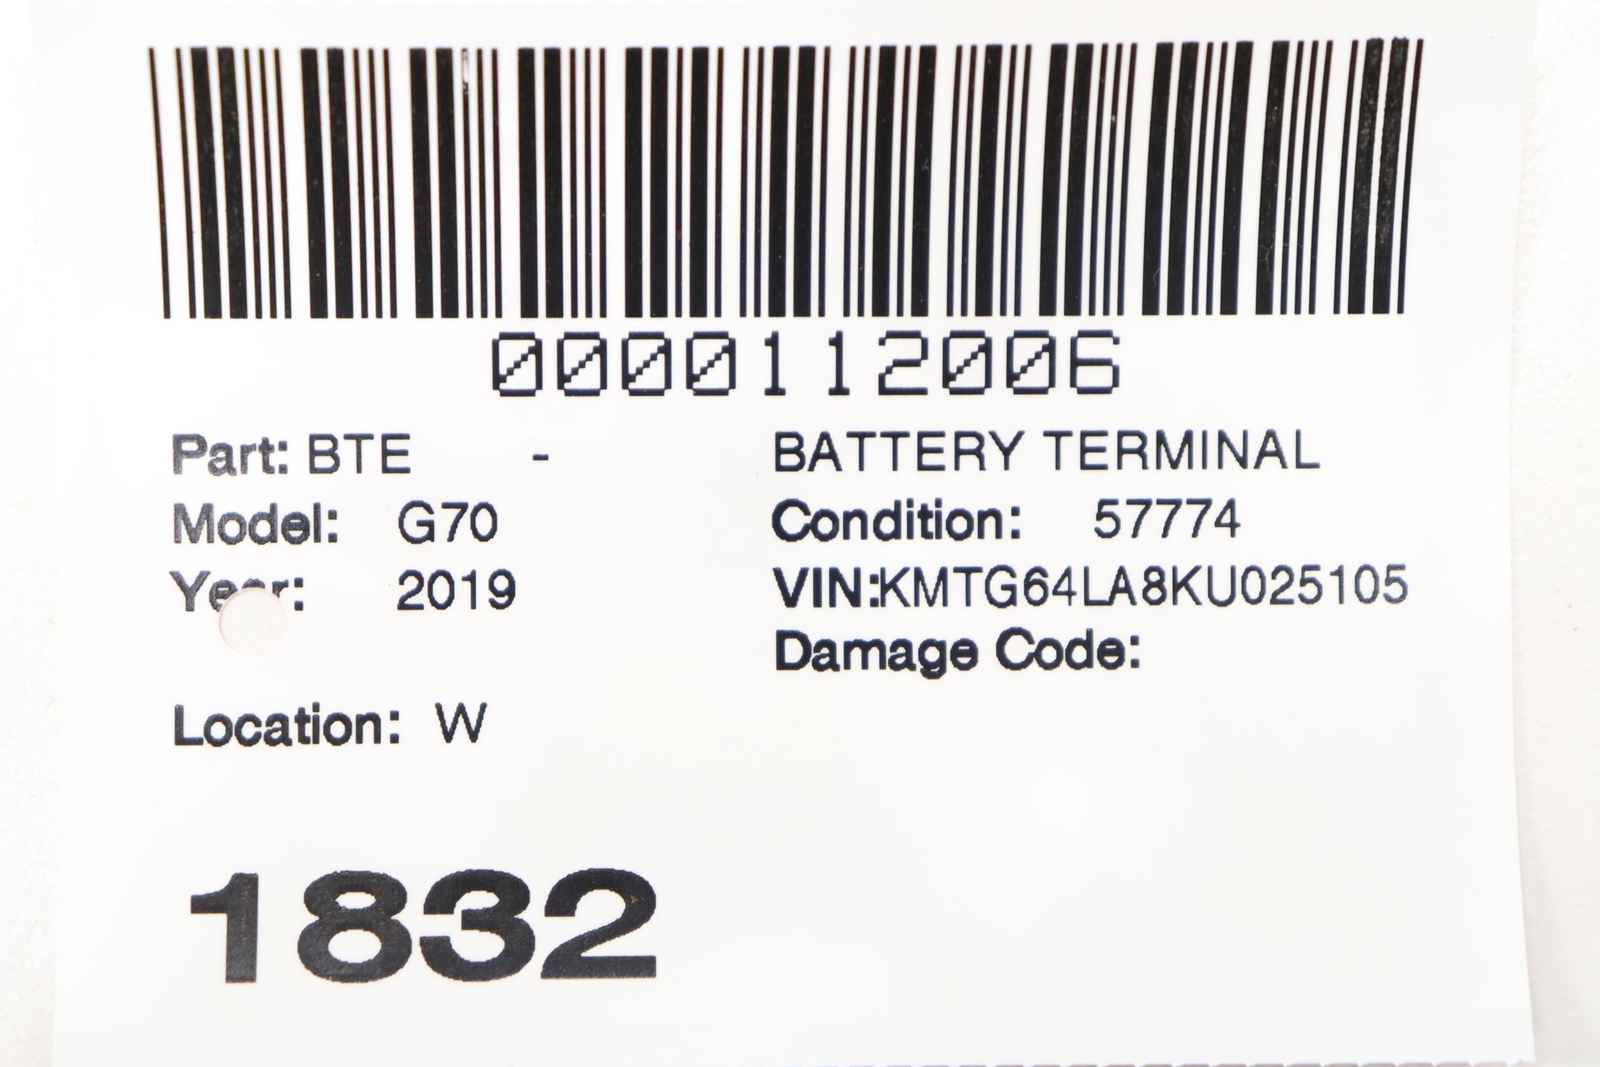 0000112006
Part: BTE - BATTERY TERMINAL
Model: G70 Condition: 57774
Year: 2019 VIN:KMTG64LA8KU025105
Damage Code:
Location: W
1832